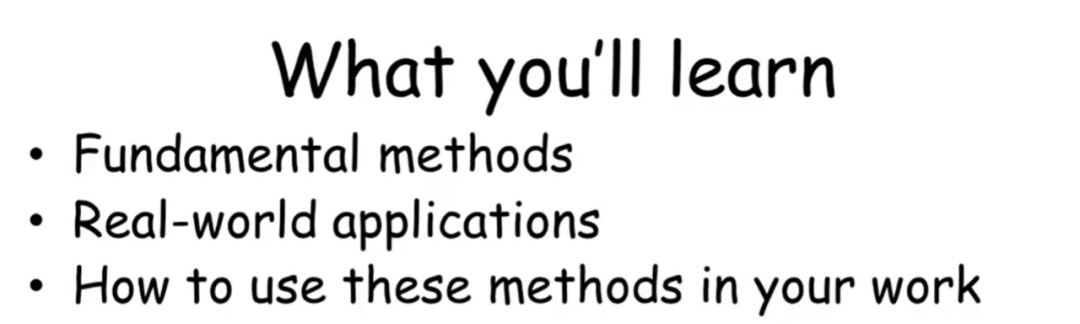 What you'll learn
• Fundamental methods
• Real-world applications
• How to use these methods in your work